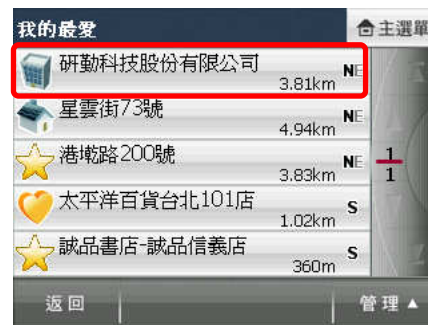 我的最愛
主選單
研勤科技股份有限公司
3.81km NE
星雲街73號
4.94km NE
港墘路200號
3.83km NE
太平洋百貨台北101店
1.02km S
誠品書店-誠品信義店
360m S
1
1
返回
管理▲